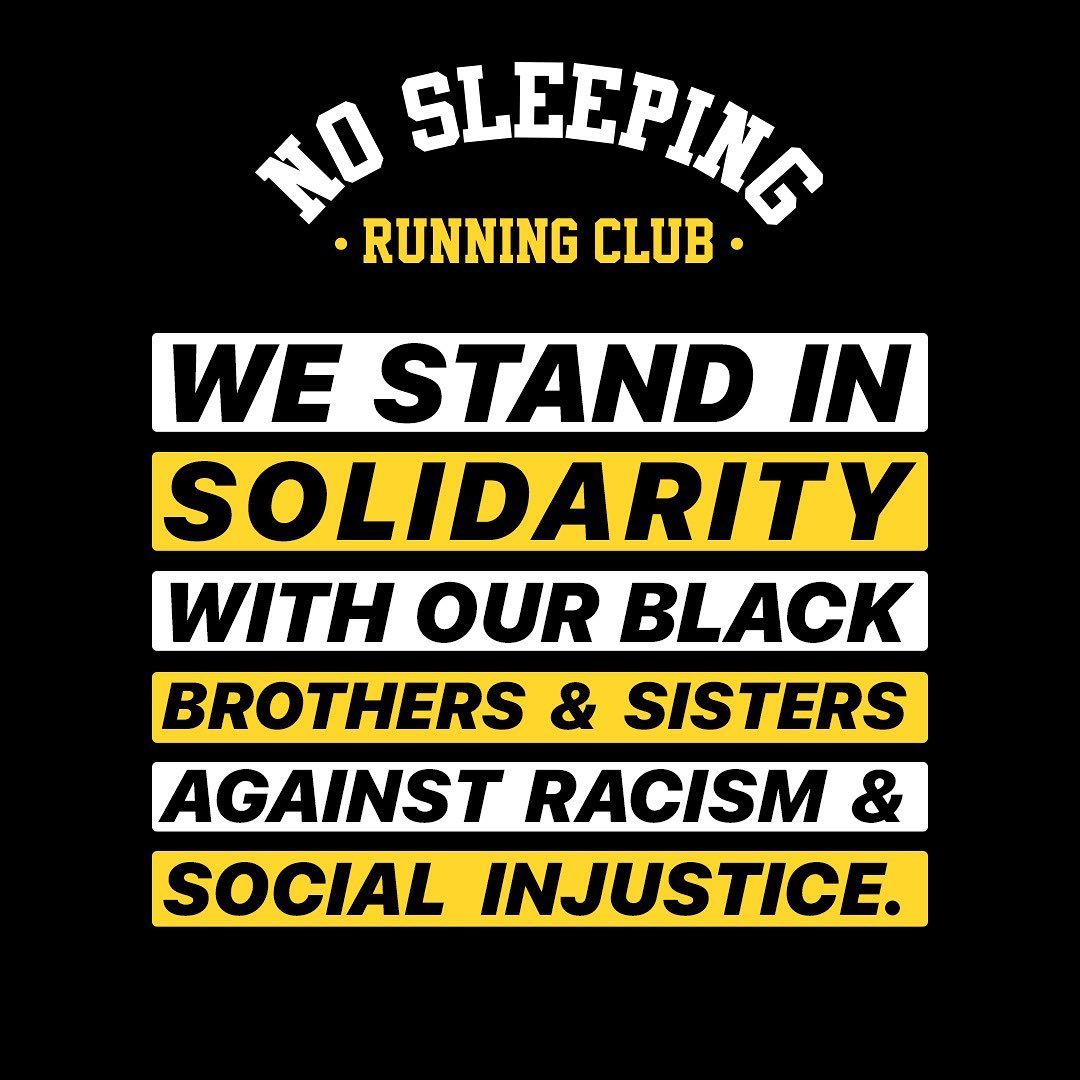 NO SLEEPING
• RUNNING CLUB •
WE STAND IN
SOLIDARITY
WITH OUR BLACK
BROTHERS & SISTERS
AGAINST RACISM &
SOCIAL INJUSTICE.